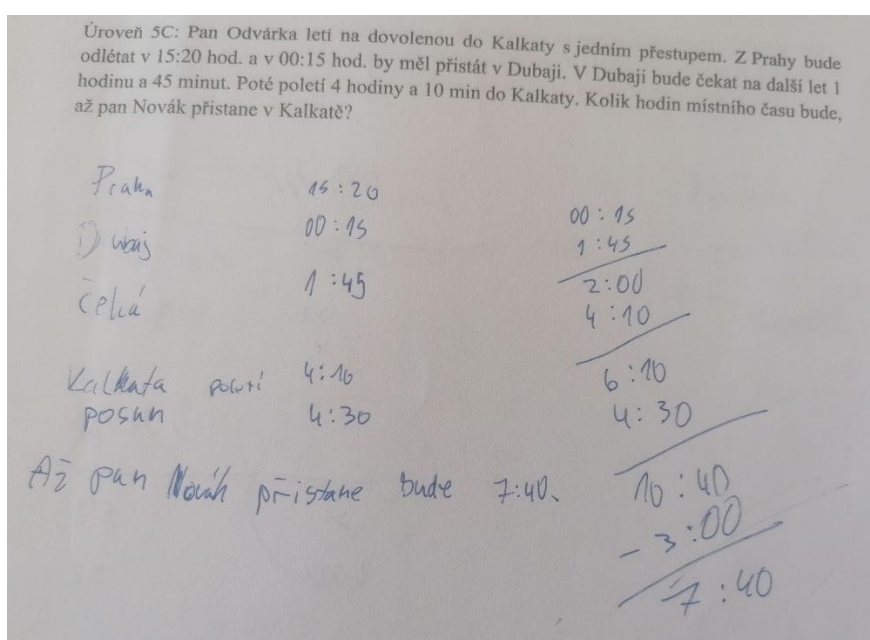 Úroveň 5C: Pan Odvárka letí na dovolenou do Kalkaty s jedním přestupem. Z Prahy bude
odlétat v 15:20 hod. a v 00:15 hod. by měl přistát v Dubaji. V Dubaji bude čekat na další let 1
hodinu a 45 minut. Poté poletí 4 hodiny a 10 min do Kalkaty. Kolik hodin místního času bude,
až pan Novák přistane v Kalkatě?
Praha 15:20
Dubaj 00:15
Čeká 1:45
Kalkata poletí 4:10
posun 4:30
00:15
1:45
2:00
4:10
6:10
4:30
10:40
-3:00
7:40
Až pan Novák přistane bude 7:40.